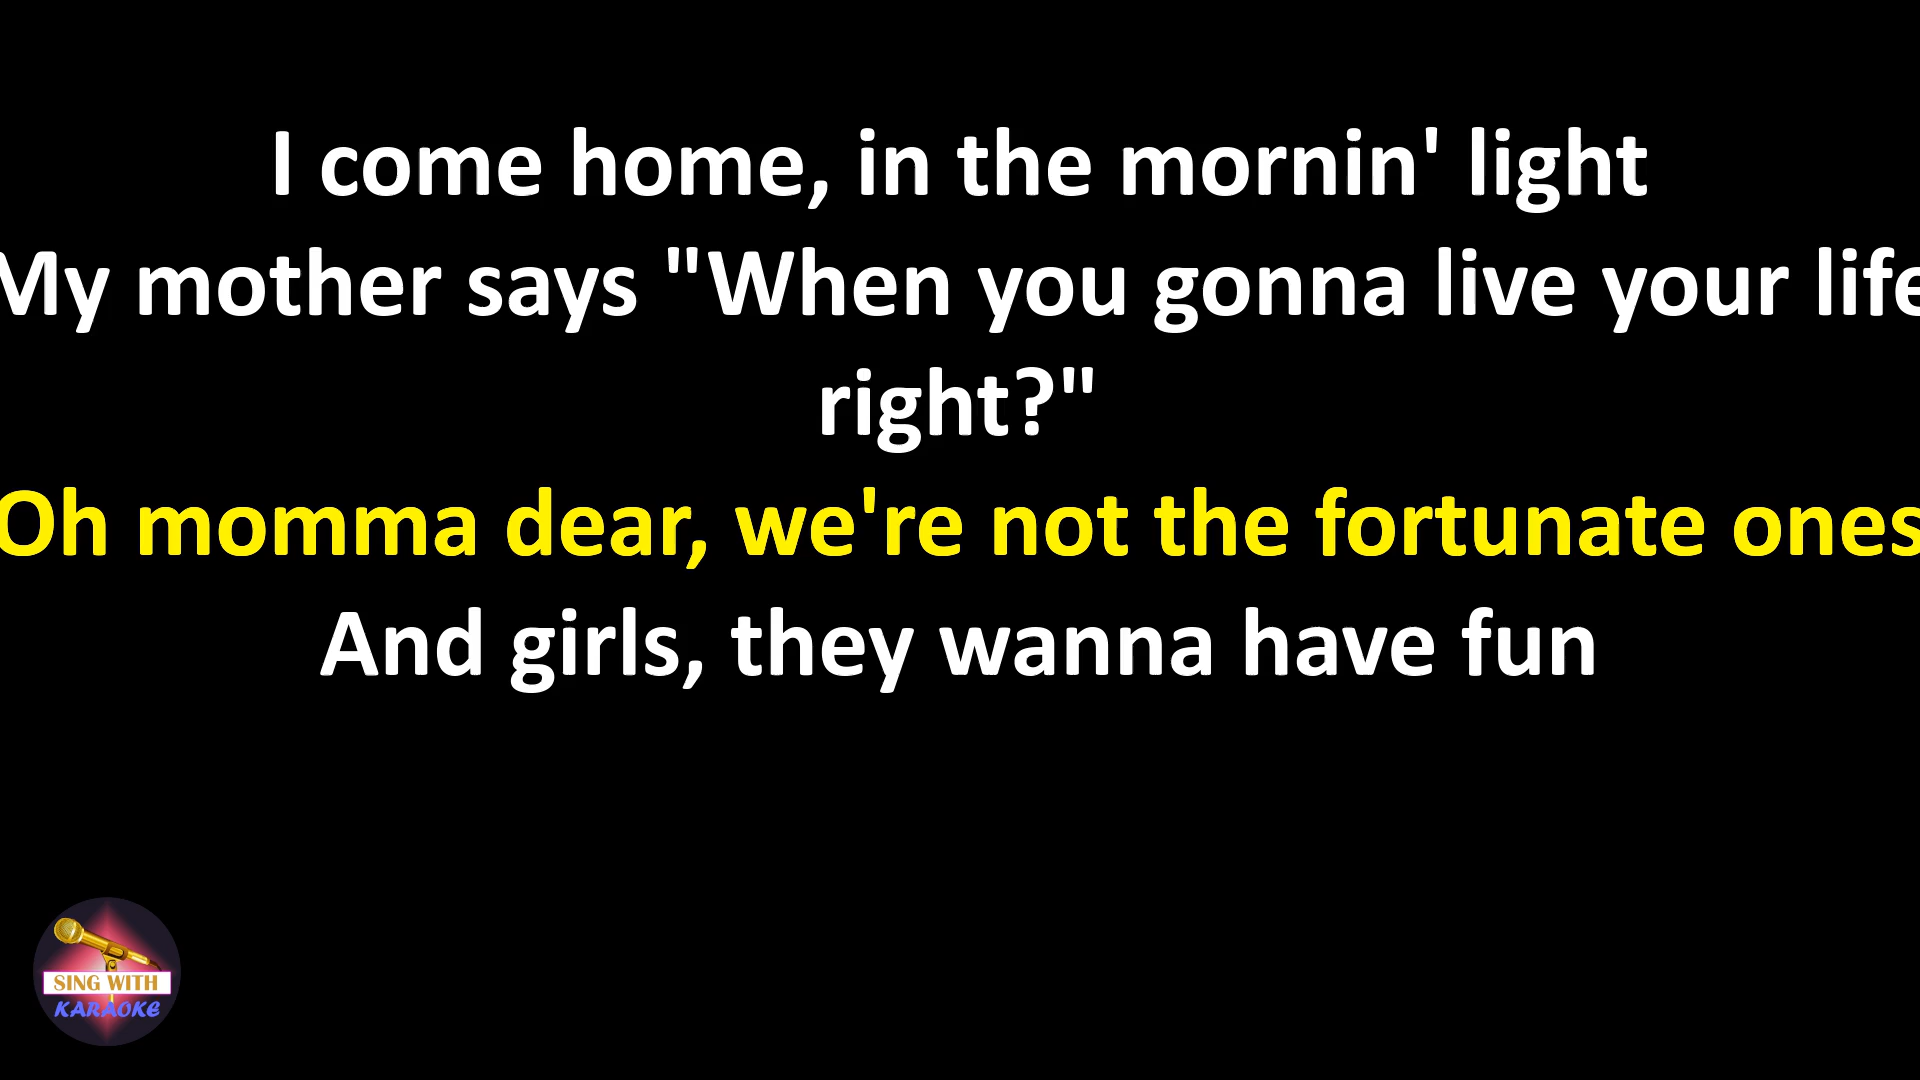 I come home, in the mornin' light
My mother says "When you gonna live your life
right?"
Oh momma dear, we're not the fortunate ones
And girls, they wanna have fun
SING WITH
KARAOKE